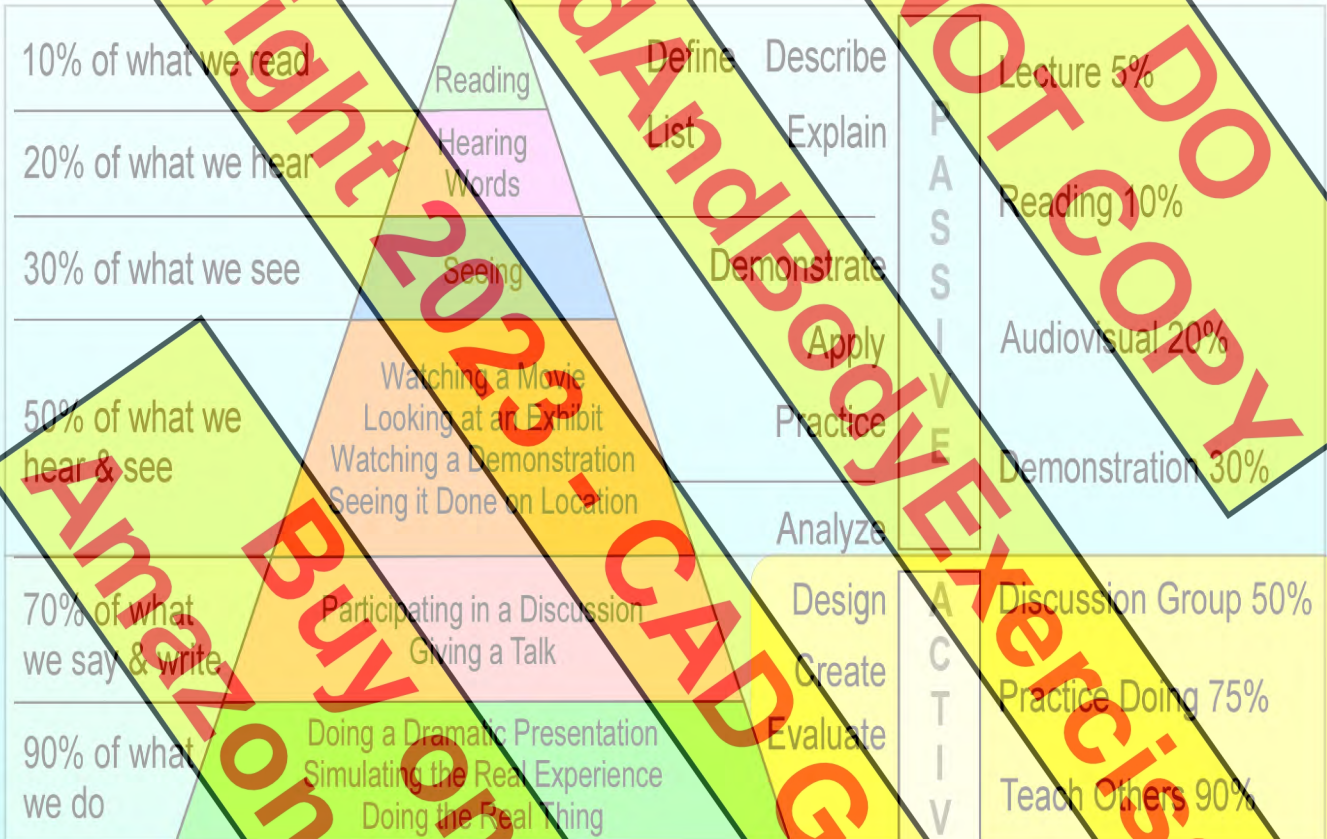 10% of what we read
20% of what we hear
30% of what we see
50% of what we
hear & see
70% of what
we say & write
90% of what
we do
Reading
Hearing
Words
Seeing
Watching a Movie
Looking at an Exhibit
Watching a Demonstration
Seeing it Done on Location
Participating in a Discussion
Giving a Talk
Doing a Dramatic Presentation
Simulating the Real Experience
Doing the Real Thing
Define Describe
List Explain
Demonstrate
Apply
Practice
Analyze
Design
Create
Evaluate
PASSIVE
ACTIV
Lecture 5%
Reading 10%
Audiovisual 20%
Demonstration 30%
Discussion Group 50%
Practice Doing 75%
Teach Others 90%
right 2023 - CADG
dAndBodyExercis
DO
NOT COPY
Buy on
Amazon